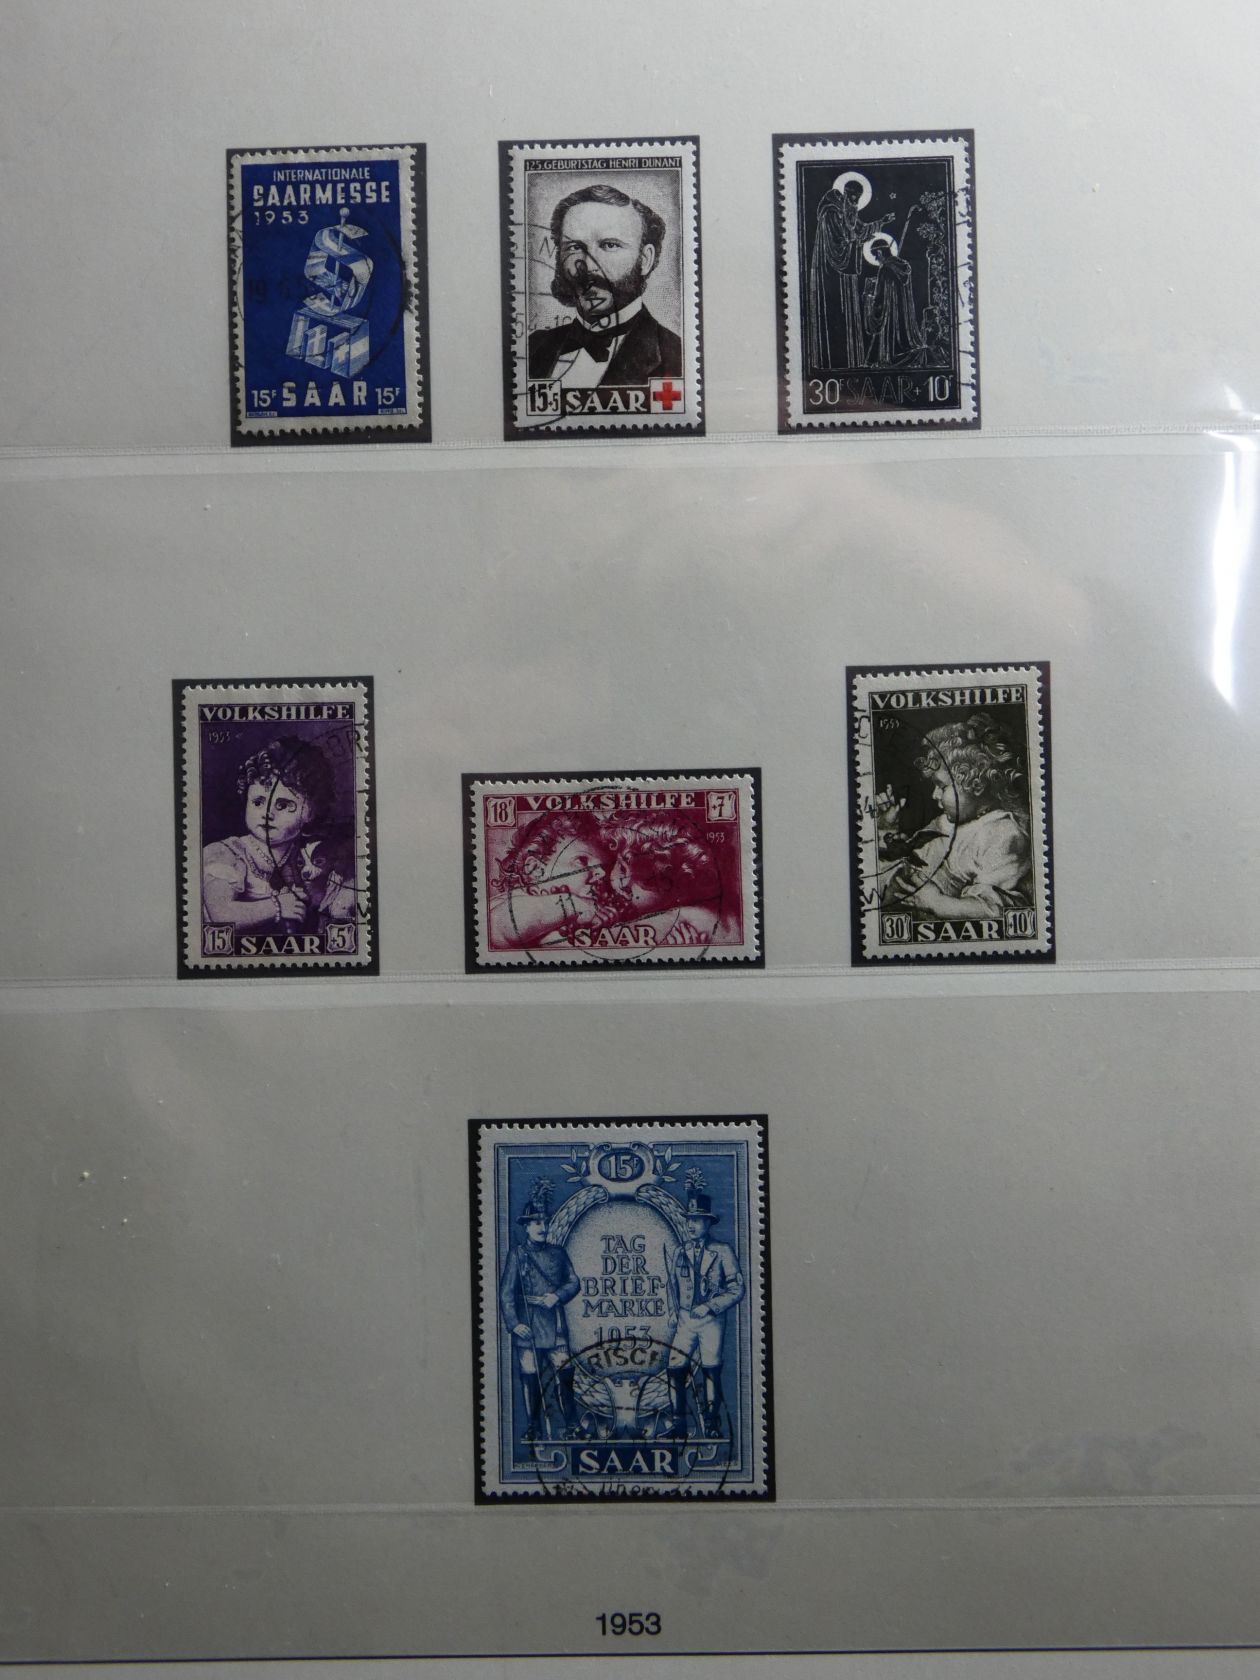 INTERNATIONALE
SAARMESSE
1953
15F SAAR 15F
125. GEBURTSTAG HENRI DUNANT
15F+5 SAAR
30F SAAR + 10F
VOLKSHILFE
1953
15F SAAR +5F
18F VOLKSHILFE +7F
1953
SAAR
VOLKSHILFE
1953
30F SAAR +10F
15F
TAG
DER
BRIEF-
MARKE
1953
SAAR
1953